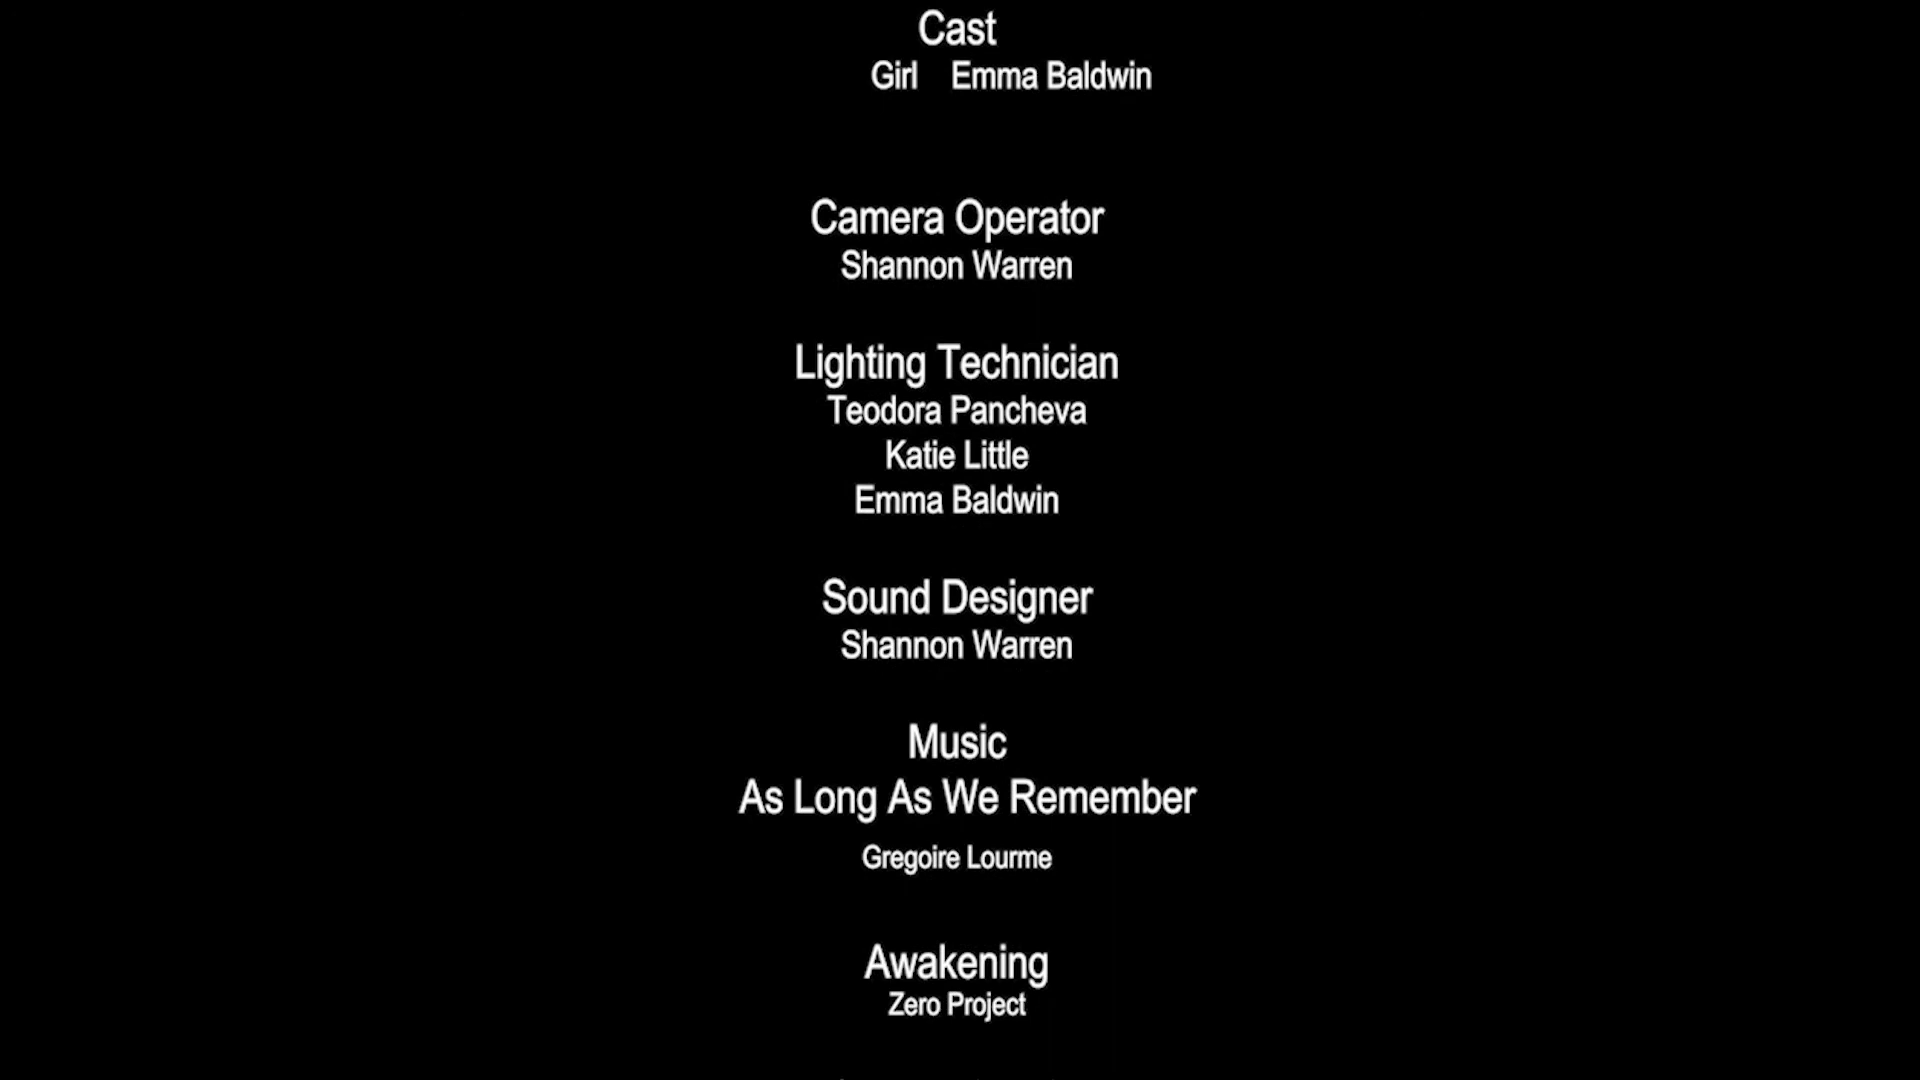 Cast
Girl Emma Baldwin
Camera Operator
Shannon Warren
Lighting Technician
Teodora Pancheva
Katie Little
Emma Baldwin
Sound Designer
Shannon Warren
Music
As Long As We Remember
Gregoire Lourme
Awakening
Zero Project